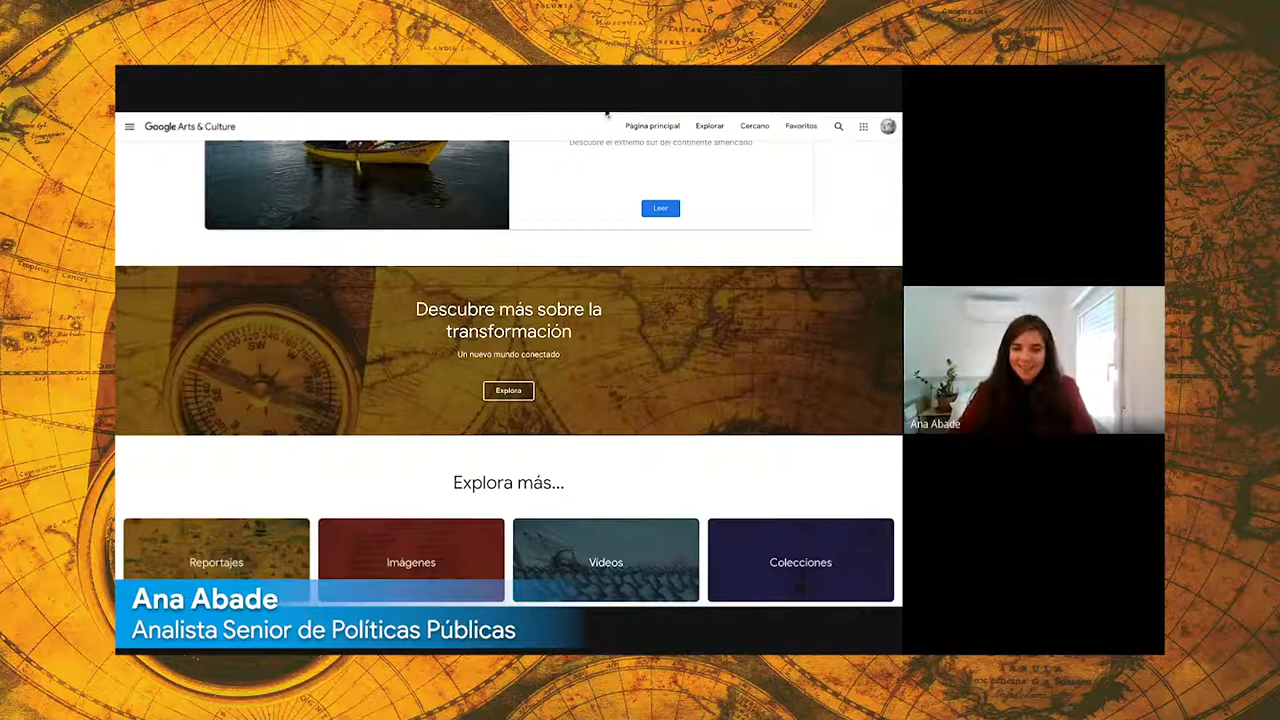 Google Arts & Culture
Página principal
Explorar
Cercano
Favoritos
Descubre el extremo sur del continente americano
Leer
SW
W
Descubre más sobre la
transformación
Un nuevo mundo conectado
Explora
Explora más...
Reportajes
Imágenes
Videos
Colecciones
Ana Abade
Ana Abade
Analista Senior de Políticas Públicas
TABULA